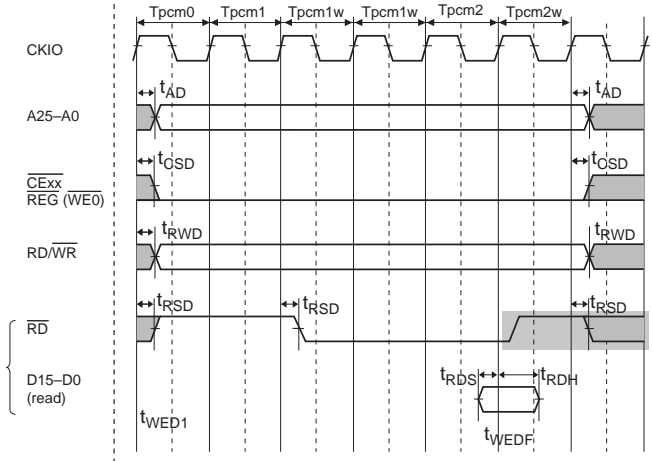 Tpcm0 Tpcm1 Tpcm1w Tpcm1w Tpcm2 Tpcm2w
CKIO
tAD tAD
A25–A0
tCSD tCSD
CExx
REG (WE0)
tRWD tRWD
RD/WR
tRSD tRSD tRSD
RD
tRDS tRDH
D15–D0
(read)
tWED1
tWEDF